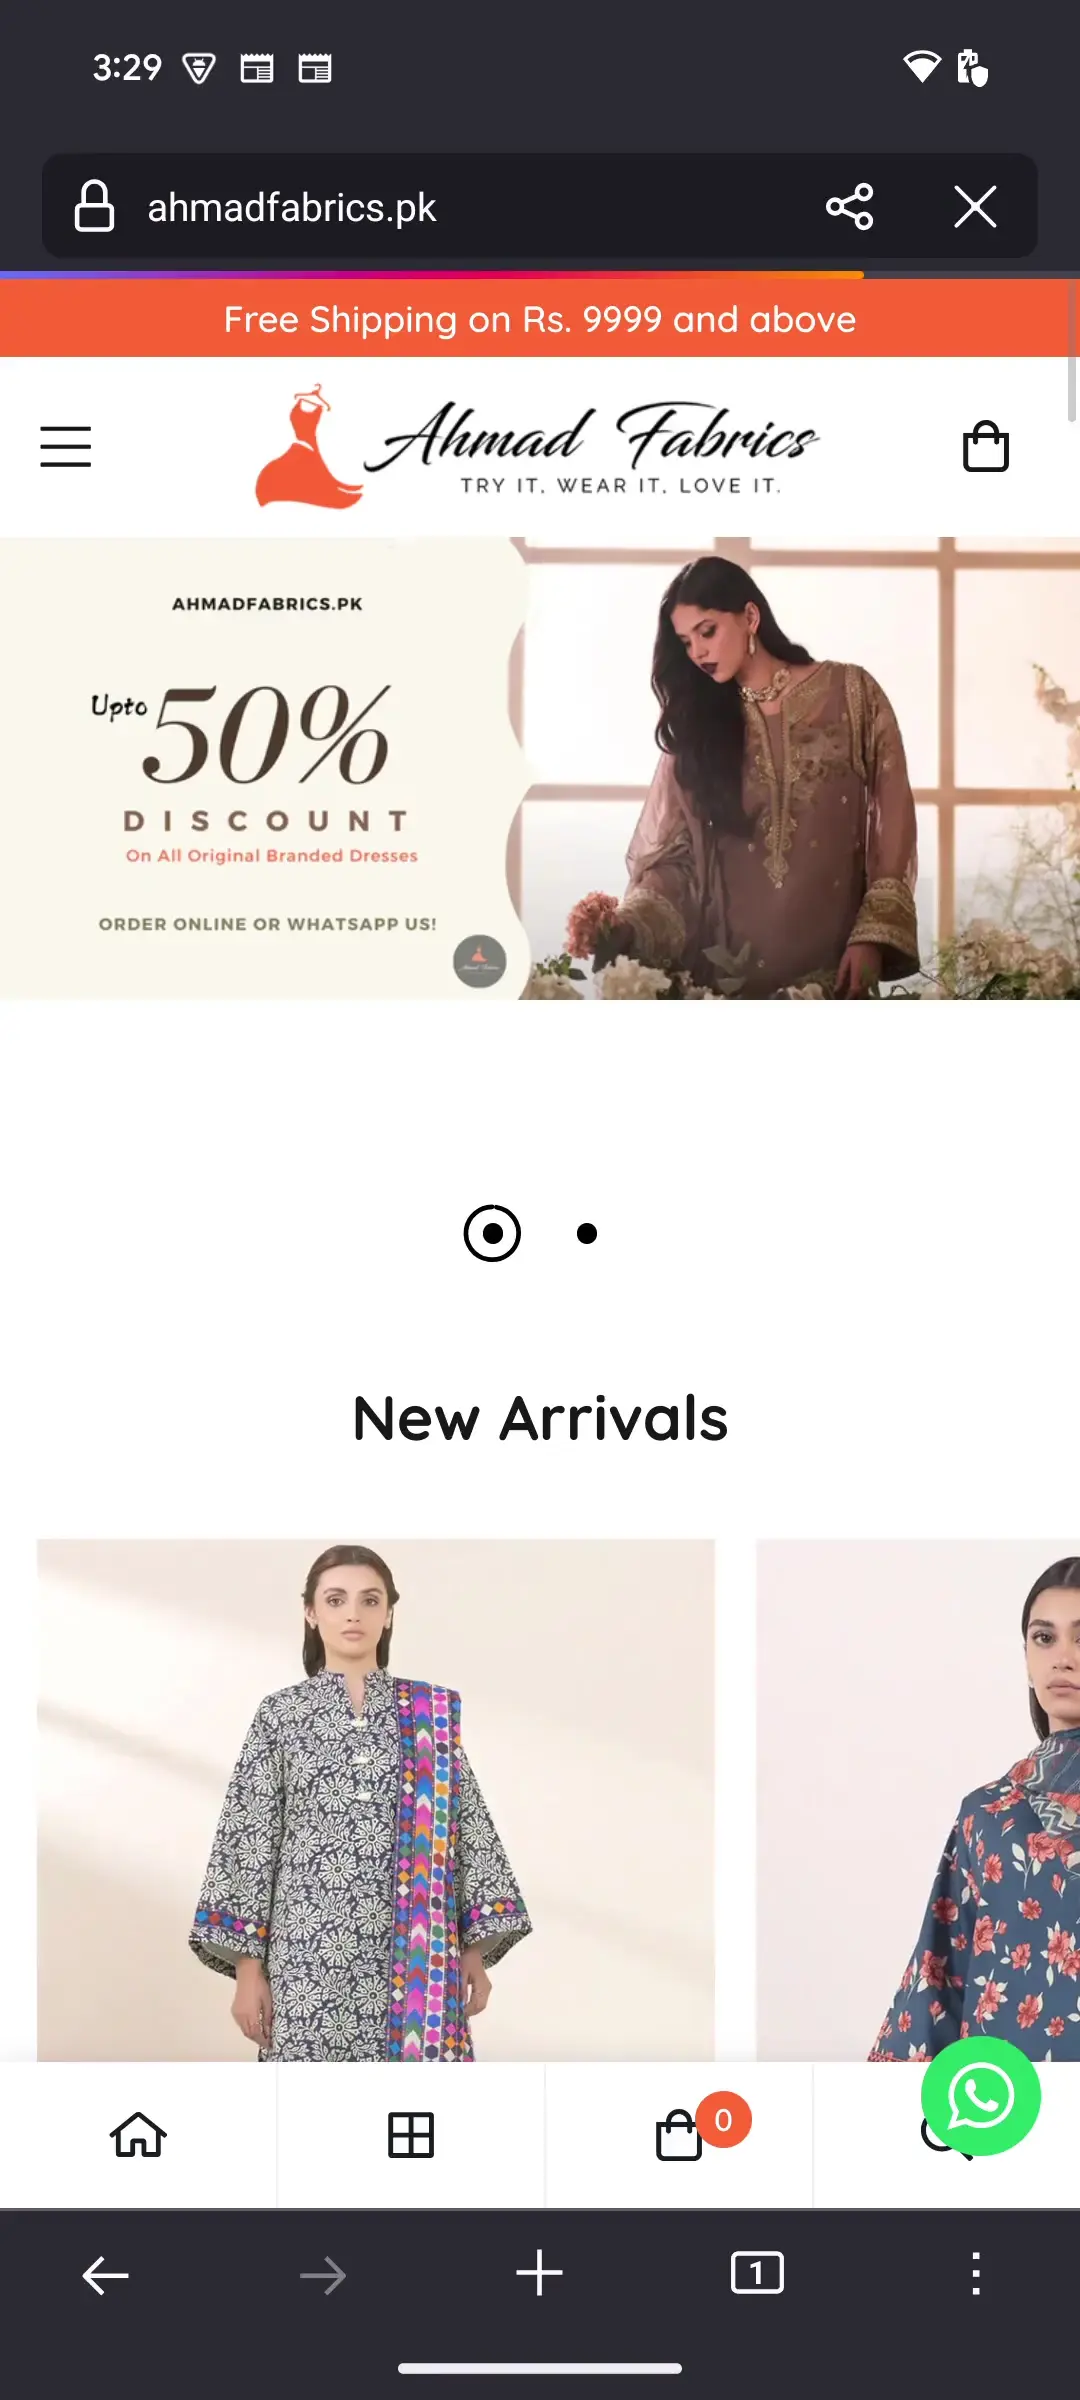 3:29
ahmadfabrics.pk
Free Shipping on Rs. 9999 and above
Ahmad Fabrics
TRY IT. WEAR IT. LOVE IT.
AHMADFABRICS.PK
Upto 50%
DISCOUNT
On All Original Branded Dresses
ORDER ONLINE OR WHATSAPP US!
New Arrivals
0
1